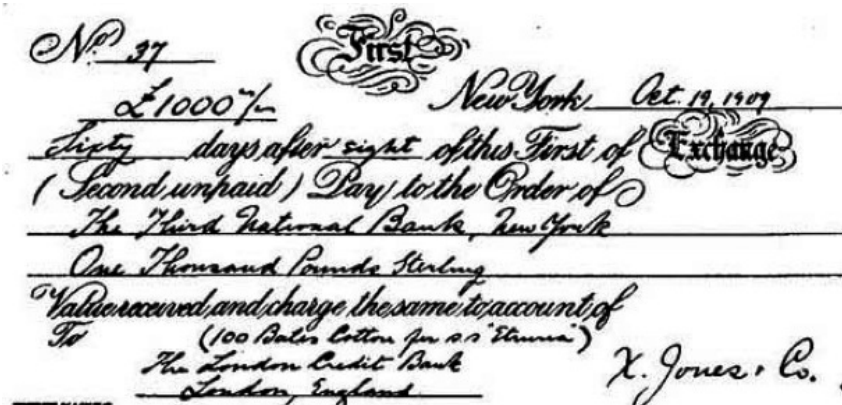 No. 37
First
£1000 —/—
New York Oct. 19, 1909
Sixty days after sight of this First of Exchange
(Second unpaid) Pay to the Order of
The Third National Bank, New York
One Thousand Pounds Sterling
Value received, and charge the same to account of
To (100 Bales Cotton per s.s "Etruria")
The London Credit Bank
London, England
X. Jones & Co.